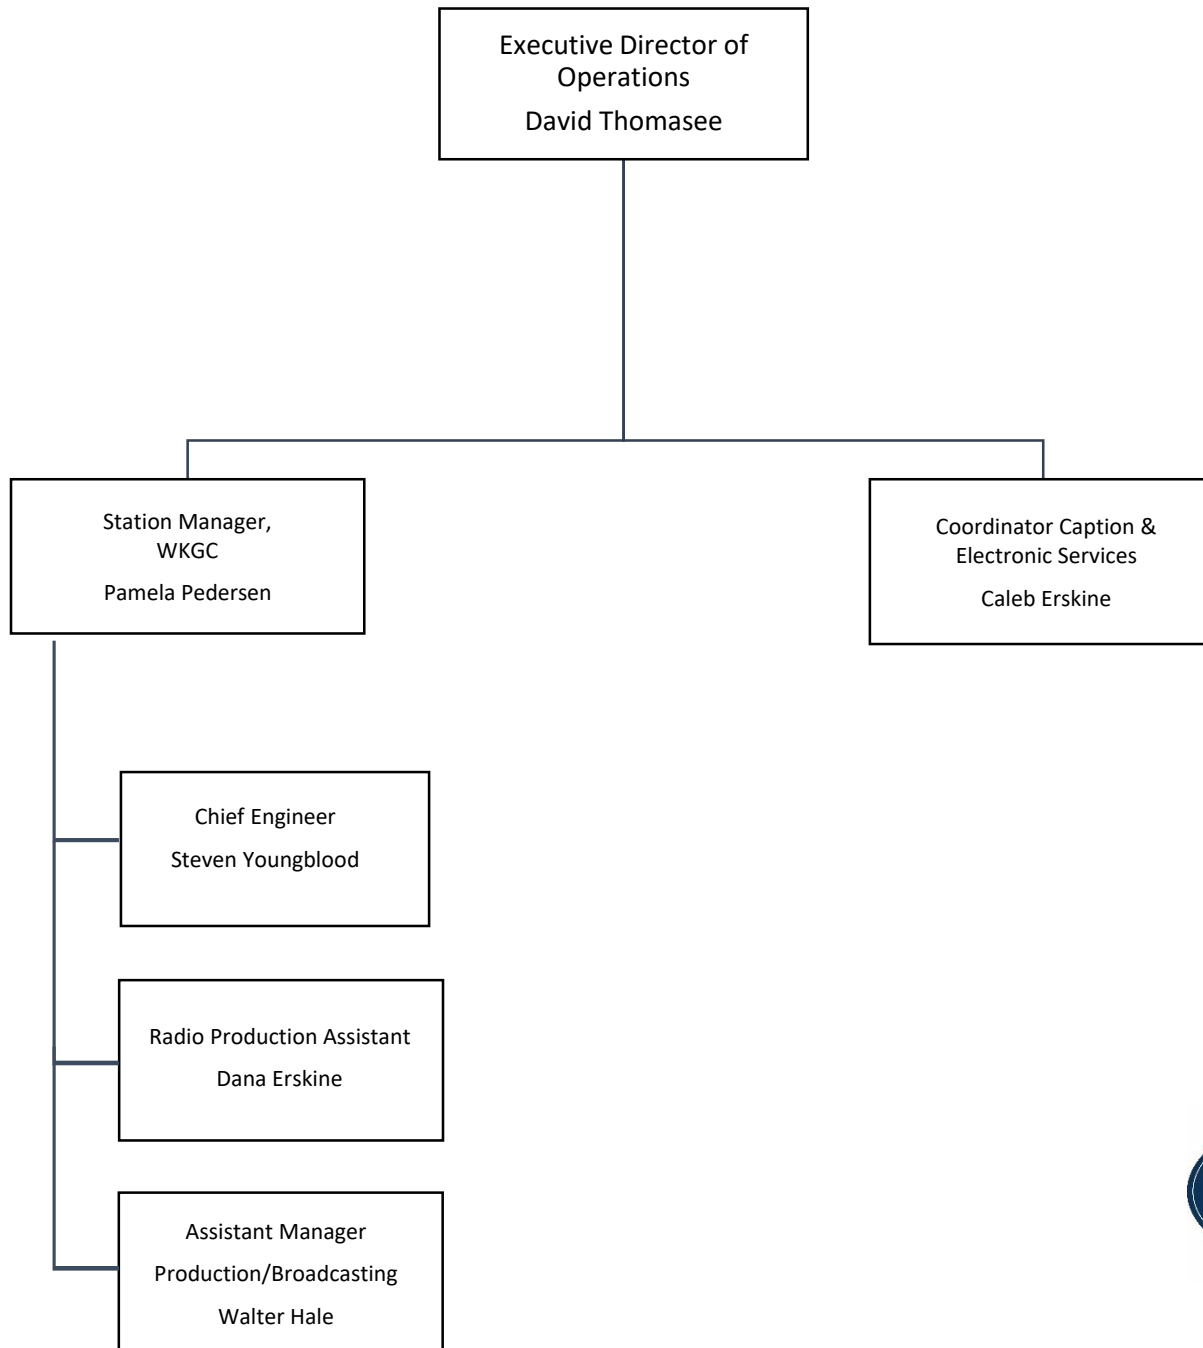 Executive Director of
Operations
David Thomasee
Station Manager,
WKGC
Pamela Pedersen
Coordinator Caption &
Electronic Services
Caleb Erskine
Chief Engineer
Steven Youngblood
Radio Production Assistant
Dana Erskine
Assistant Manager
Production/Broadcasting
Walter Hale